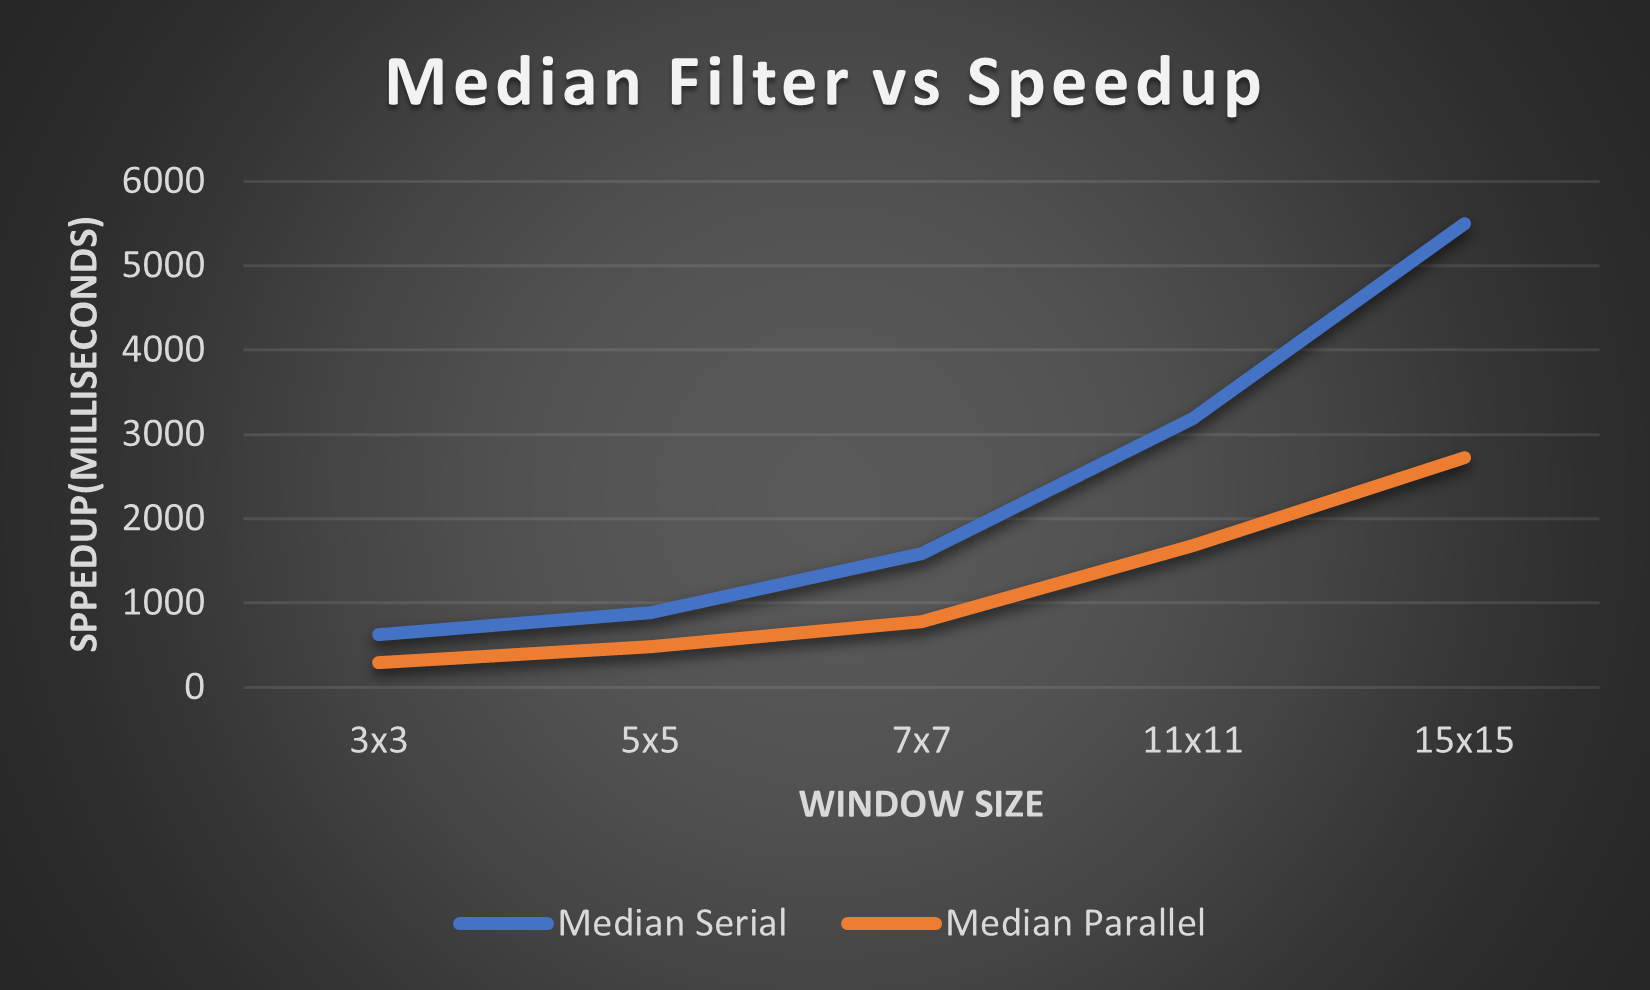 Median Filter vs Speedup
6000
5000
4000
3000
2000
1000
0
SPPEDUP(MILLISECONDS)
3x3 5x5 7x7 11x11 15x15
WINDOW SIZE
Median Serial Median Parallel